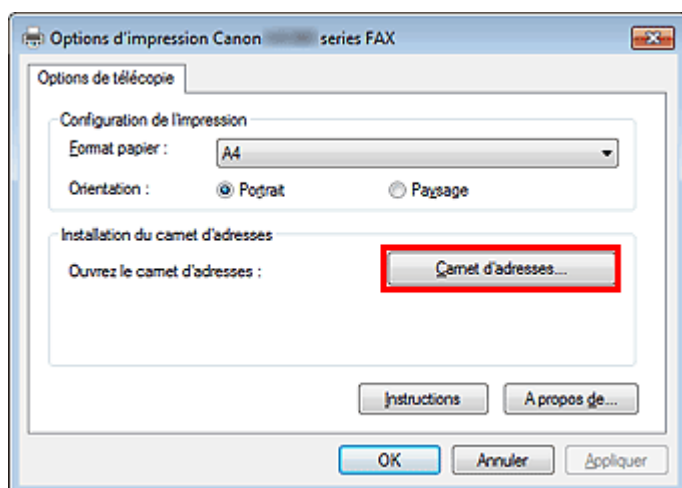 Options d'impression Canon series FAX
Options de télécopie
Configuration de l'impression
Format papier :
A4
Orientation :
Portrait
Paysage
Installation du carnet d'adresses
Ouvrez le carnet d'adresses :
Carnet d'adresses...
Instructions
A propos de...
OK
Annuler
Appliquer